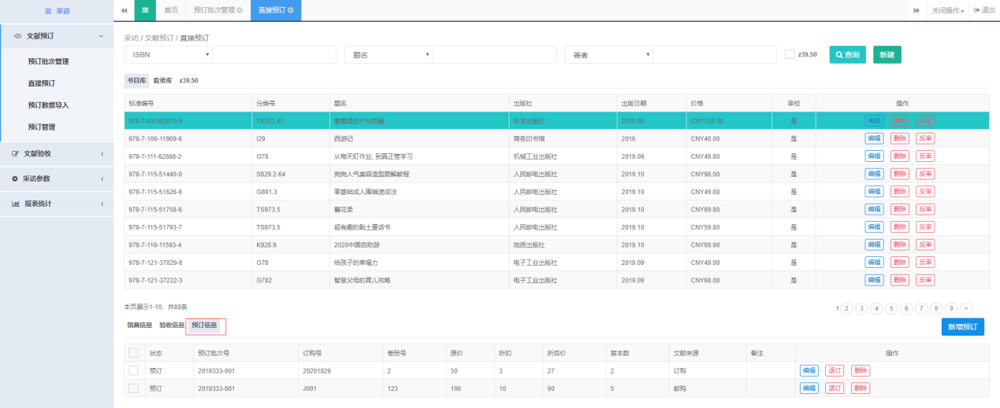 采访
首页 预订批次管理 直接预订 关闭操作 退出
文献预订
预订批次管理
直接预订
预订数据导入
预订管理
文献验收
采访参数
报表统计
采访 / 文献预订 / 直接预订
ISBN 题名 著者 z39.50 查询 新建
书目库 套录库 z39.50
标准编号 分类号 题名 出版社 出版日期 价格 审校 操作
978-7-03-062070-5 TS262.61 葡萄酒生产与质量 科学出版社 2019.08 CNY128.00 是 编辑 删除 反审
978-7-100-11969-6 I29 西游记 商务印书馆 2016 CNY40.00 是 编辑 删除 反审
978-7-111-62868-2 G78 从每天盯作业, 到真正管学习 机械工业出版社 2019.09 CNY49.80 是 编辑 删除 反审
978-7-115-51440-0 S829.2-64 狗狗人气美容造型图解教程 人民邮电出版社 2019.10 CNY98.00 是 编辑 删除 反审
978-7-115-51626-8 G891.3 零基础成人围棋速成法 人民邮电出版社 2019.10 CNY49.80 是 编辑 删除 反审
978-7-115-51758-6 TS973.5 簪花录 人民邮电出版社 2019.10 CNY69.80 是 编辑 删除 反审
978-7-115-51793-7 TS973.5 超有趣的黏土童话书 人民邮电出版社 2019.10 CNY59.80 是 编辑 删除 反审
978-7-116-11593-4 K928.9 2020中国自助游 地质出版社 2019.10 CNY69.90 是 编辑 删除 反审
978-7-121-37029-8 G78 给孩子的幸福力 电子工业出版社 2019.09 CNY49.00 是 编辑 删除 反审
978-7-121-37222-3 G782 智慧父母的育儿攻略 电子工业出版社 2019.09 CNY68.00 是 编辑 删除 反审
本页展示1-10，共88条 1 2 3 4 5 6 7 8 9 >
馆藏信息 验收信息 预订信息 新增预订
状态 预订批次号 订购号 卷册号 原价 折扣 折后价 复本数 文献来源 备注 操作
预订 2019333-001 20201029 2 30 3 27 2 订购 编辑 退订 删除
预订 2019333-001 J001 123 100 10 90 5 邮购 编辑 退订 删除